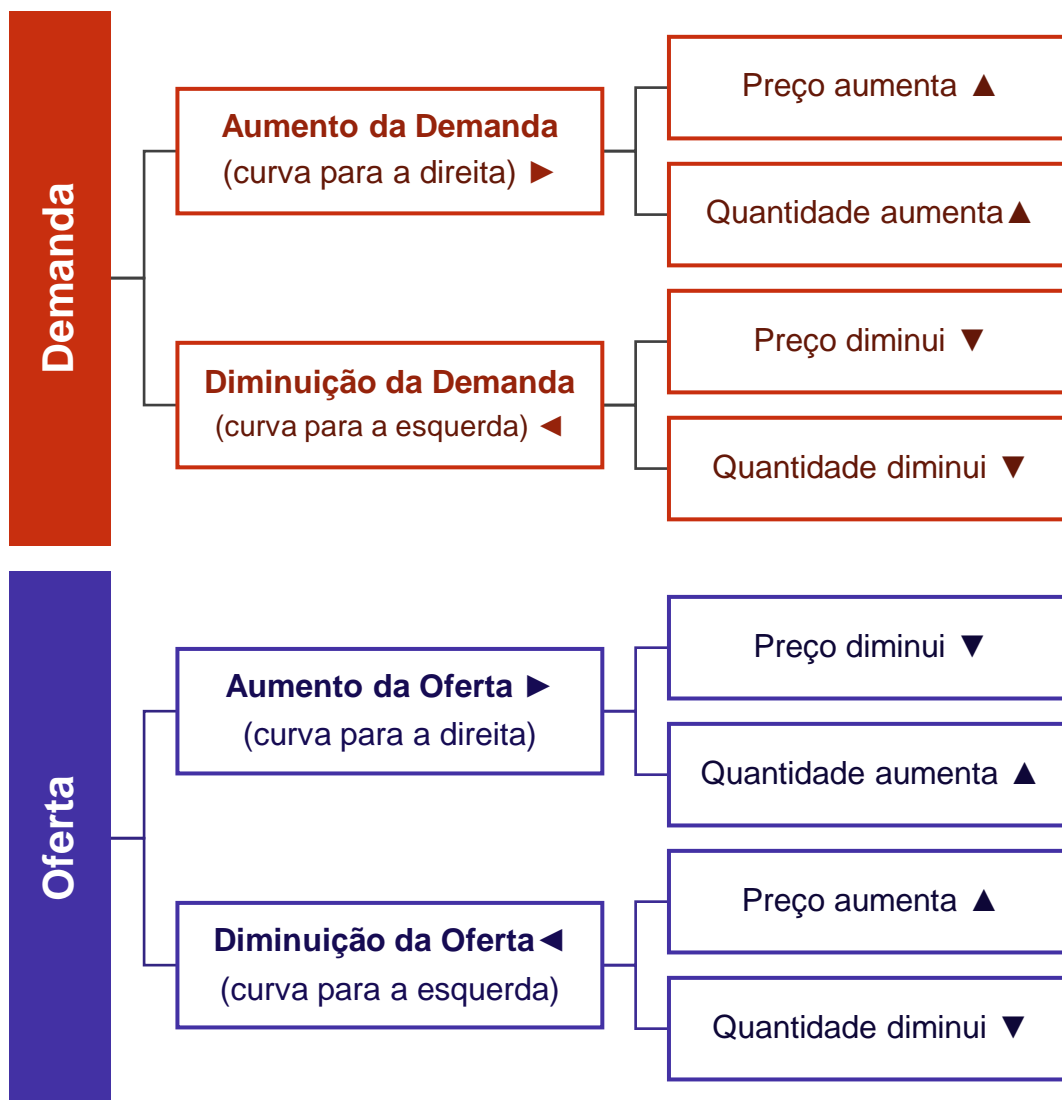 Demanda
Aumento da Demanda
(curva para a direita) ►
Preço aumenta ▲
Quantidade aumenta▲
Diminuição da Demanda
(curva para a esquerda) ◄
Preço diminui ▼
Quantidade diminui ▼
Oferta
Aumento da Oferta ►
(curva para a direita)
Preço diminui ▼
Quantidade aumenta ▲
Diminuição da Oferta◄
(curva para a esquerda)
Preço aumenta ▲
Quantidade diminui ▼